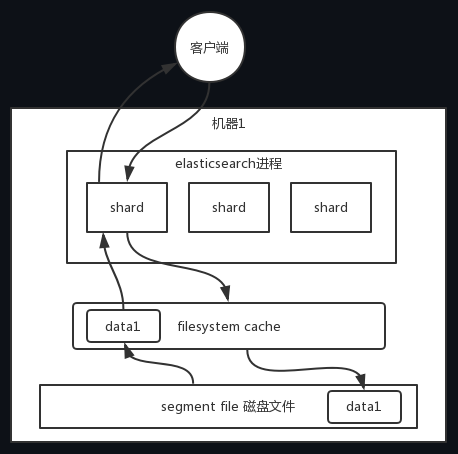 客户端
机器1
elasticsearch进程
shard
shard
shard
data1
filesystem cache
segment file 磁盘文件
data1